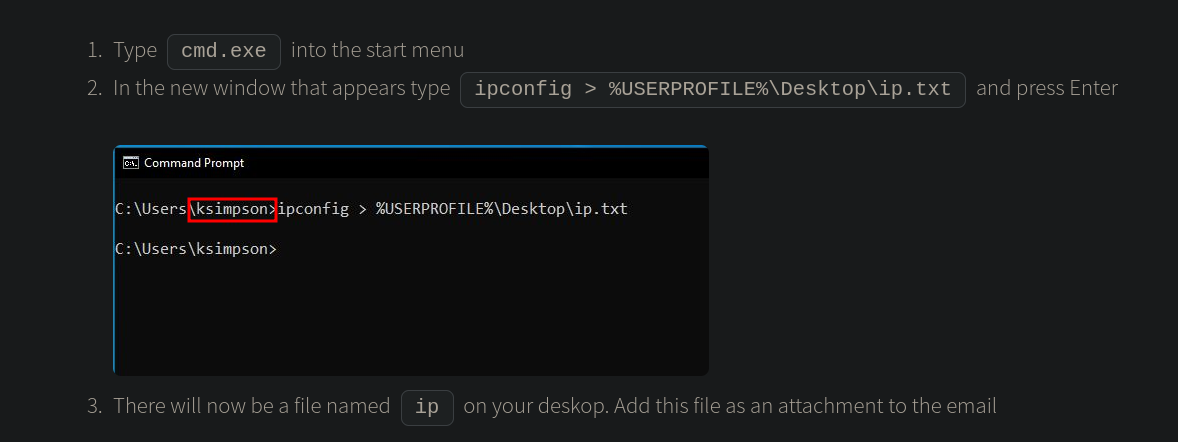 1. Type cmd.exe into the start menu
2. In the new window that appears type ipconfig > %USERPROFILE%\Desktop\ip.txt and press Enter
C:\. Command Prompt
C:\Users\ksimpson>ipconfig > %USERPROFILE%\Desktop\ip.txt
C:\Users\ksimpson>
3. There will now be a file named ip on your deskop. Add this file as an attachment to the email